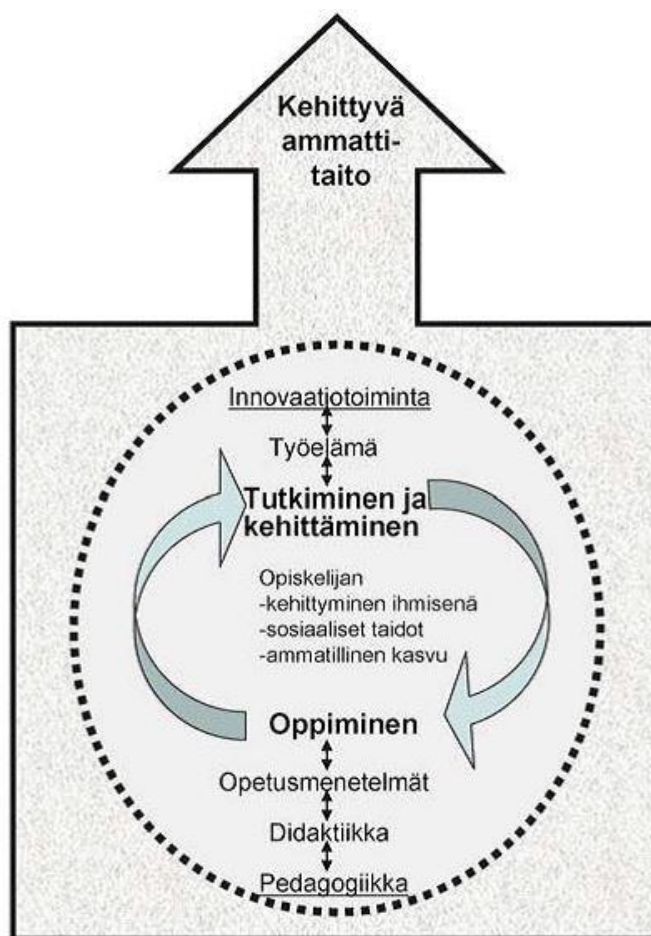 Kehittyvä
ammatti-
taito
Innovaatiotoiminta
Työelämä
Tutkiminen ja
kehittäminen
Opiskelijan
-kehittyminen ihmisenä
-sosiaaliset taidot
-ammatillinen kasvu
Oppiminen
Opetusmenetelmät
Didaktiikka
Pedagogiikka